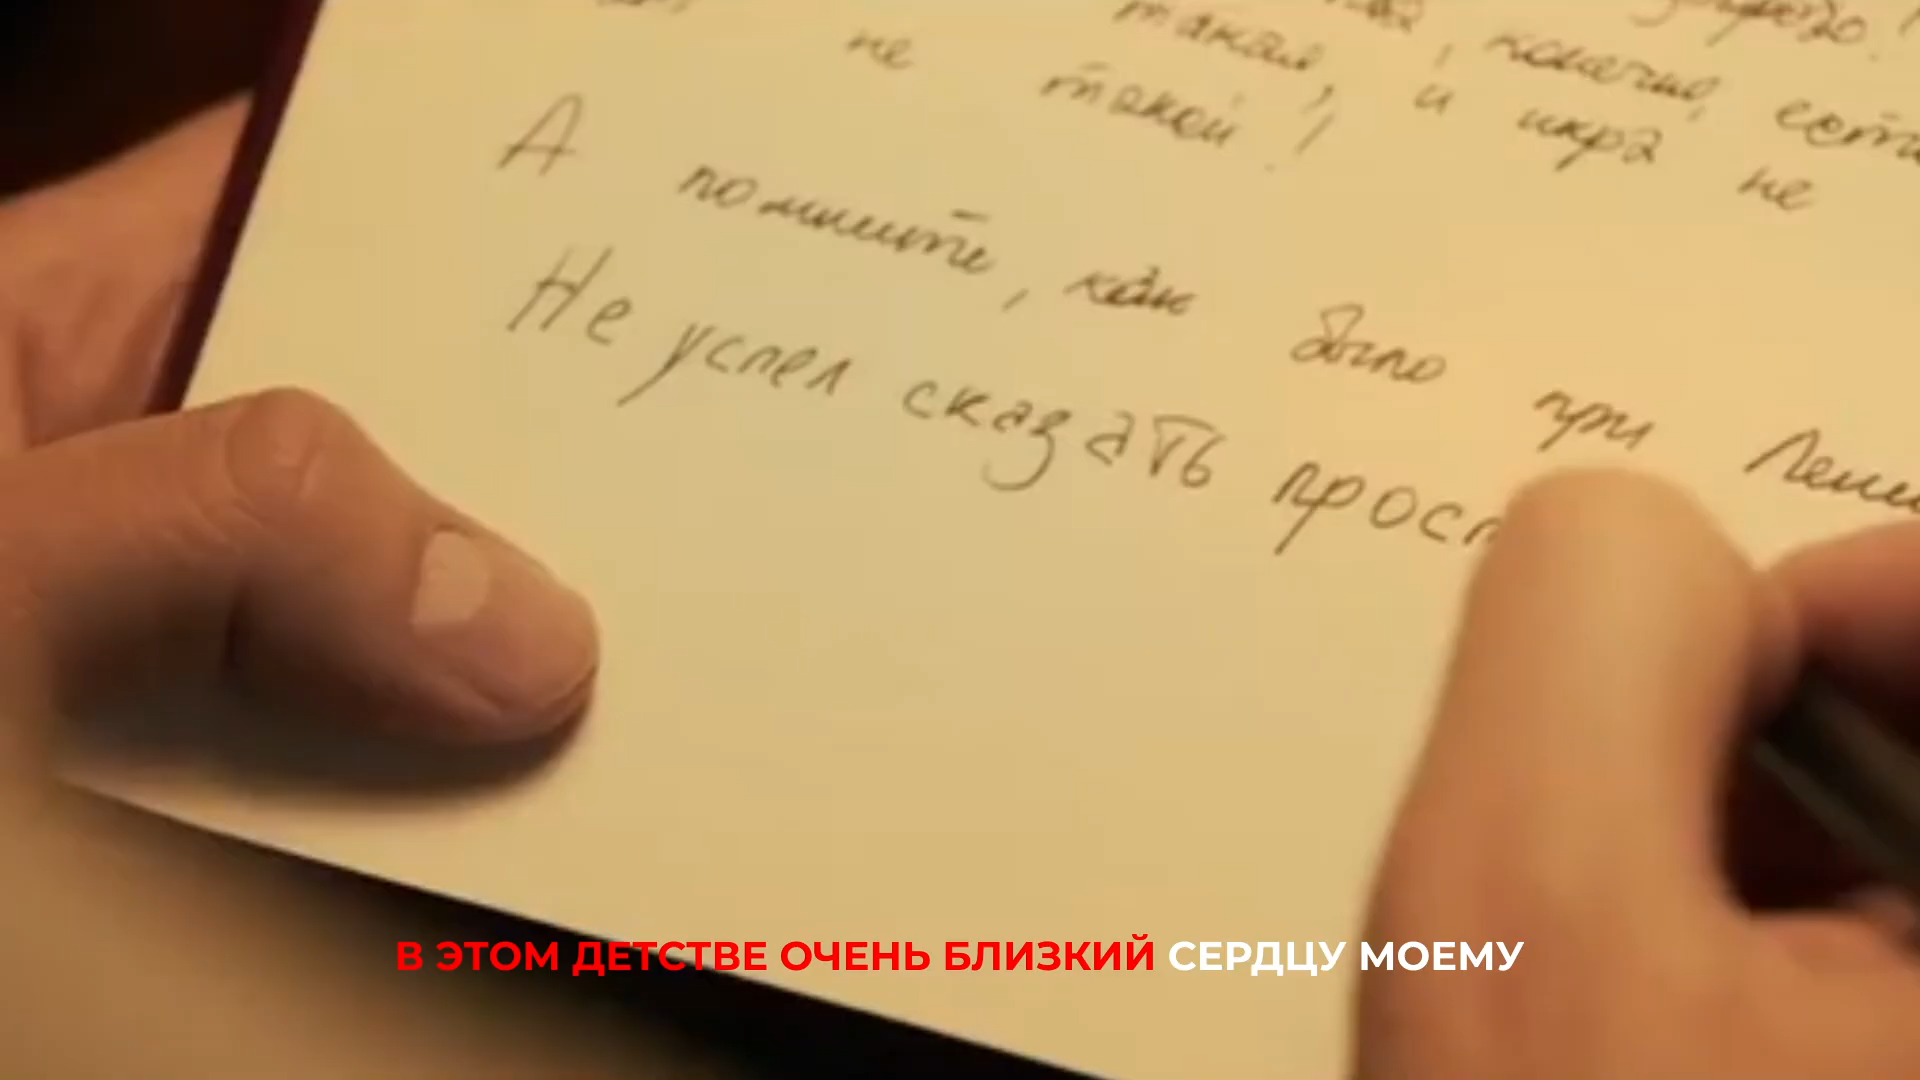 такая, конечно, есть
не такой! и икра не
А помните, как было при
Не успел сказать прос
В ЭТОМ ДЕТСТВЕ ОЧЕНЬ БЛИЗКИЙ СЕРДЦУ МОЕМУ